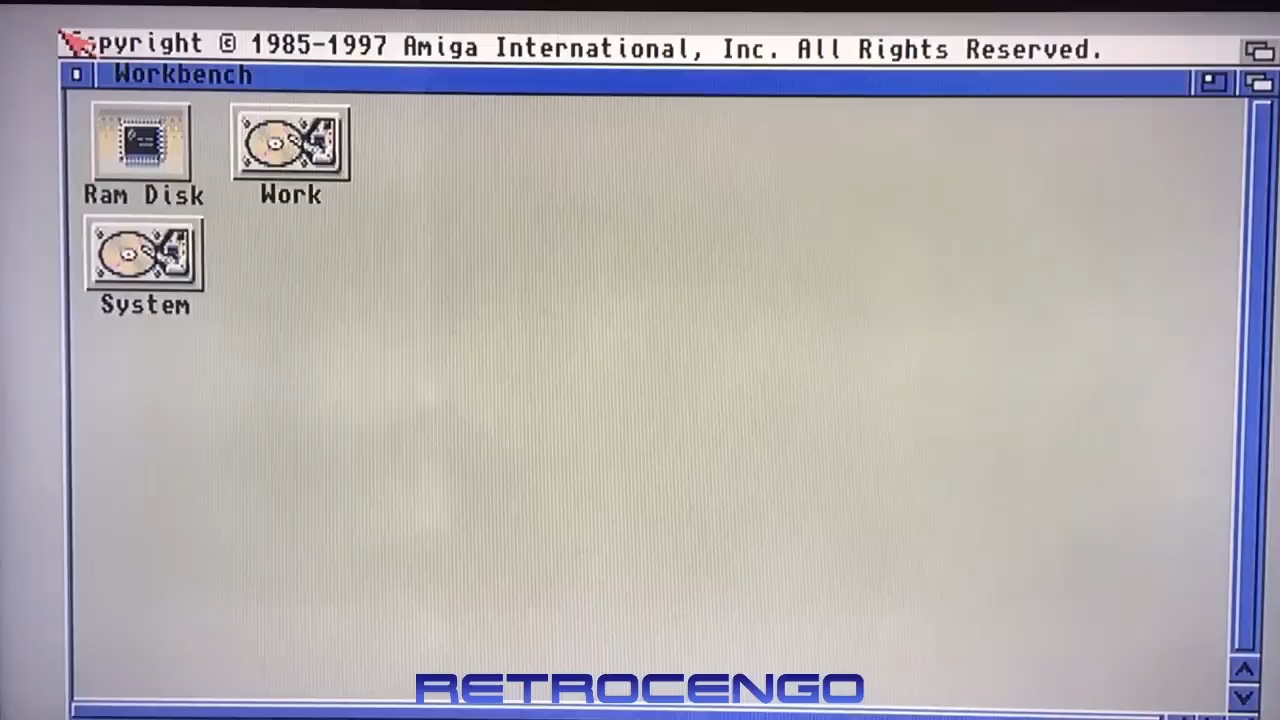 pyright © 1985-1997 Amiga International, Inc. All Rights Reserved.
Workbench
Ram Disk
Work
System
RETROCENGO